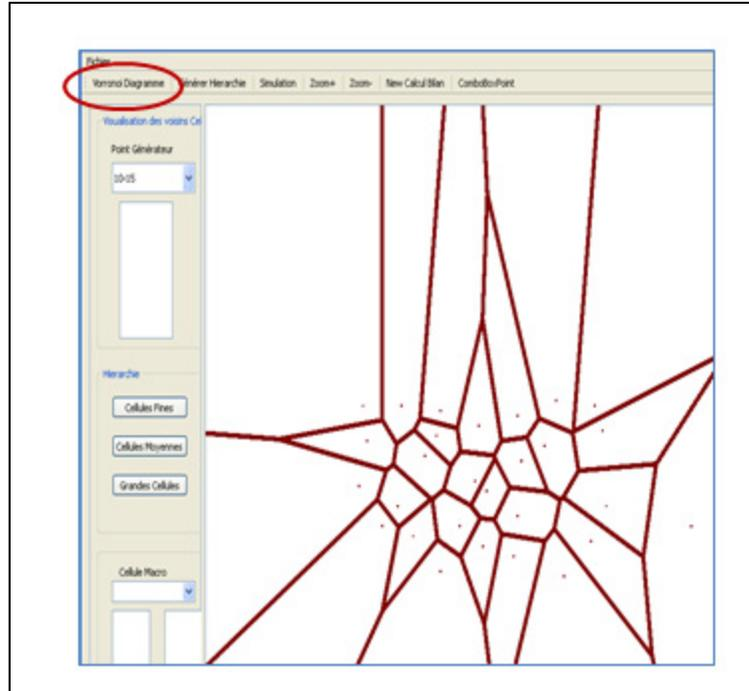 Fichier
Vorronoi Diagramme Générer Hierarchie Simulation Zoom+ Zoom- New Calcul Bilan ComboBoxPoint
Visualisation des voisins Cel
Point Générateur
10-15
Hierarchie
Cellules Fines
Cellules Moyennes
Grandes Cellules
Cellule Macro